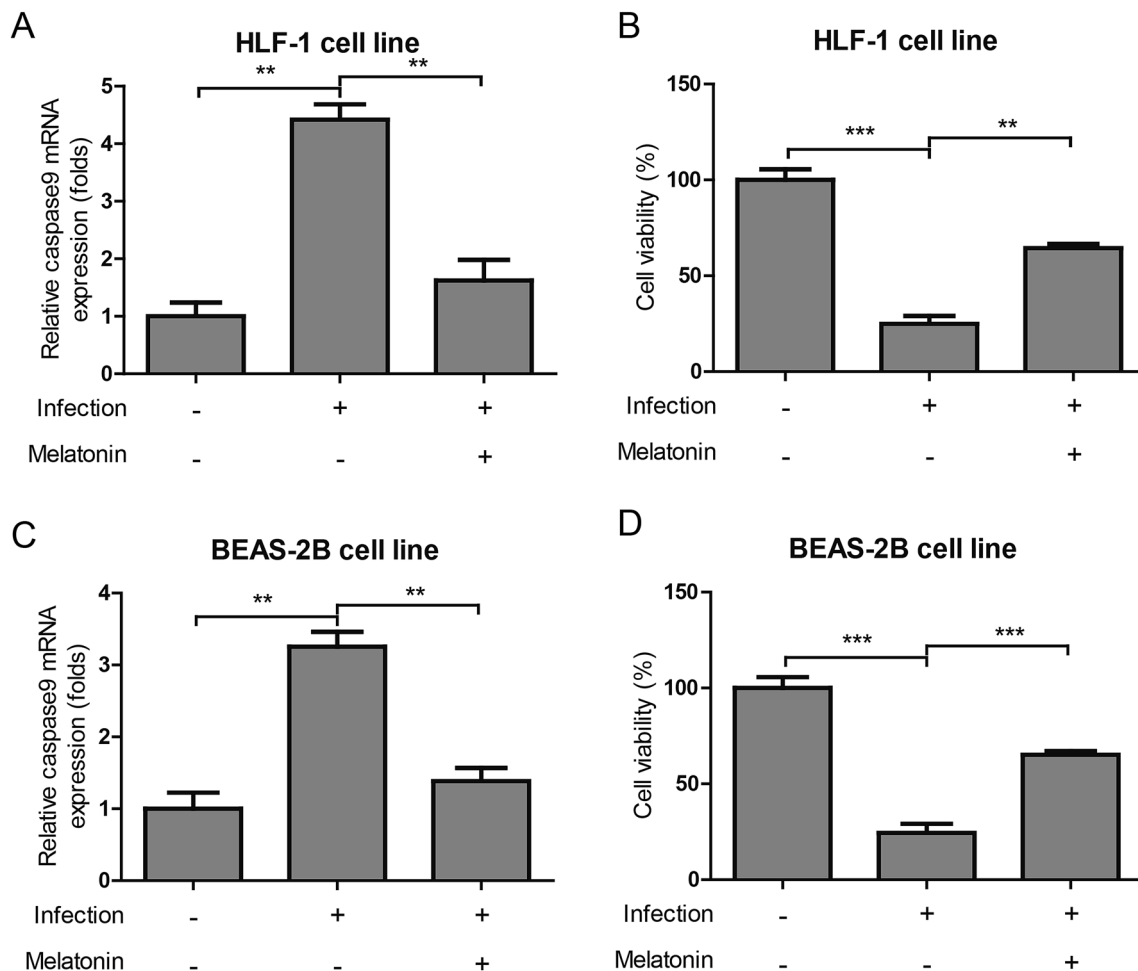 A
HLF-1 cell line
Relative caspase9 mRNA
expression (folds)
5
4
3
2
1
0
** **
Infection - + +
Melatonin - - +
B
HLF-1 cell line
Cell viability (%)
150
100
50
0
*** **
Infection - + +
Melatonin - - +
C
BEAS-2B cell line
Relative caspase9 mRNA
expression (folds)
4
3
2
1
0
** **
Infection - + +
Melatonin - - +
D
BEAS-2B cell line
Cell viability (%)
150
100
50
0
*** ***
Infection - + +
Melatonin - - +